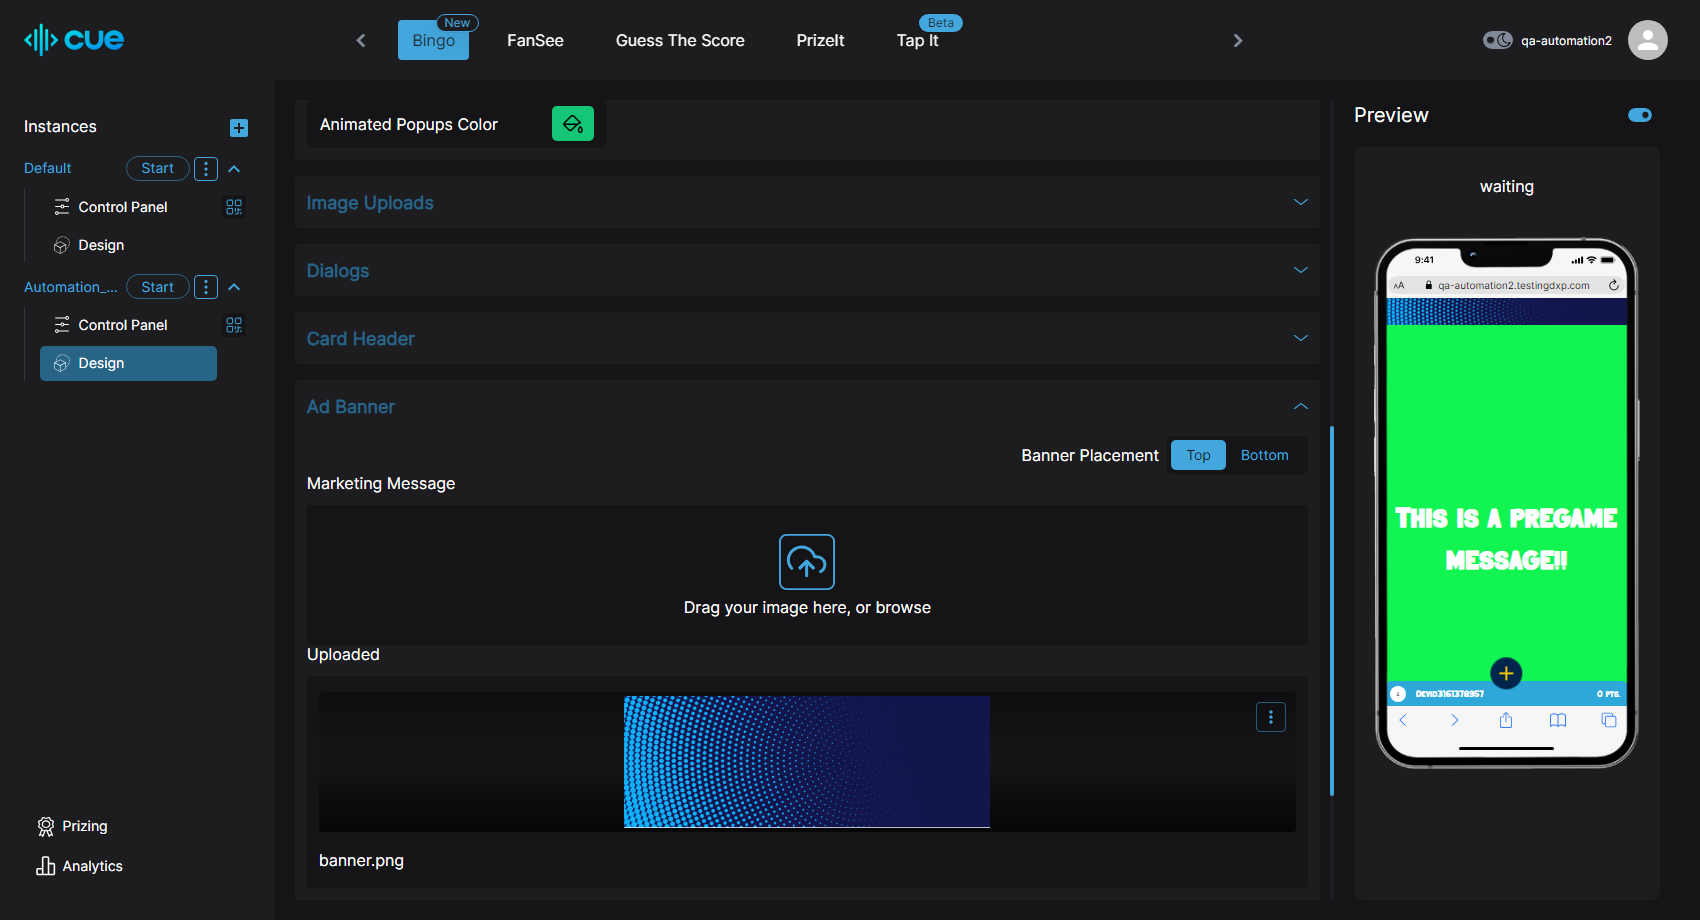 cue
Bingo
New
FanSee
Guess The Score
PrizeIt
Tap It
Beta
qa-automation2
Instances
Default
Start
Control Panel
Design
Automation_...
Start
Control Panel
Design
Prizing
Analytics
Animated Popups Color
Image Uploads
Dialogs
Card Header
Ad Banner
Banner Placement
Top
Bottom
Marketing Message
Drag your image here, or browse
Uploaded
banner.png
Preview
waiting
9:41
AA
qa-automation2.testingdxp.com
THIS IS A PREGAME
MESSAGE!!
DEVID3161378957
0 PTS.